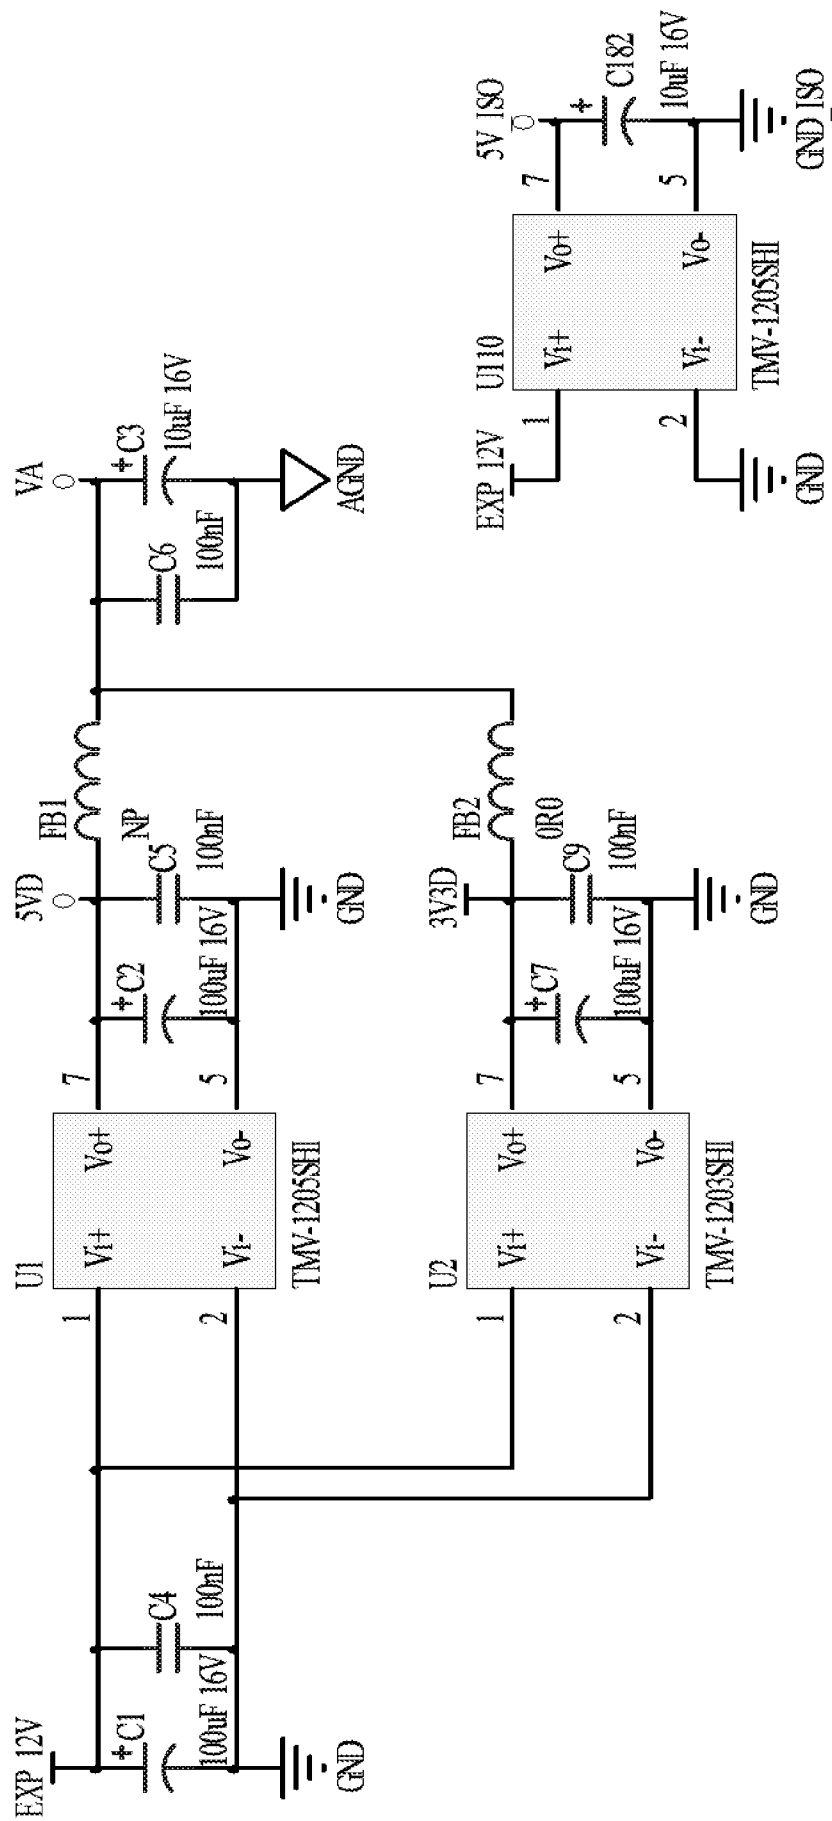 EXP 12V
C1
100uF 16V
GND
C4
100nF
U1
1
2
Vi+
Vi-
Vo+
Vo-
7
5
TMV-1205SHI
C2
100uF 16V
5VD
C5
100nF
GND
FB1
NP
VA
C6
100nF
C3
10uF 16V
AGND
U2
1
2
Vi+
Vi-
Vo+
Vo-
7
5
TMV-1203SHI
C7
100uF 16V
3V3D
C9
100nF
GND
FB2
0R0
EXP 12V
GND
U110
1
2
Vi+
Vi-
Vo+
Vo-
7
5
TMV-1205SHI
5V ISO
C182
10uF 16V
GND_ISO